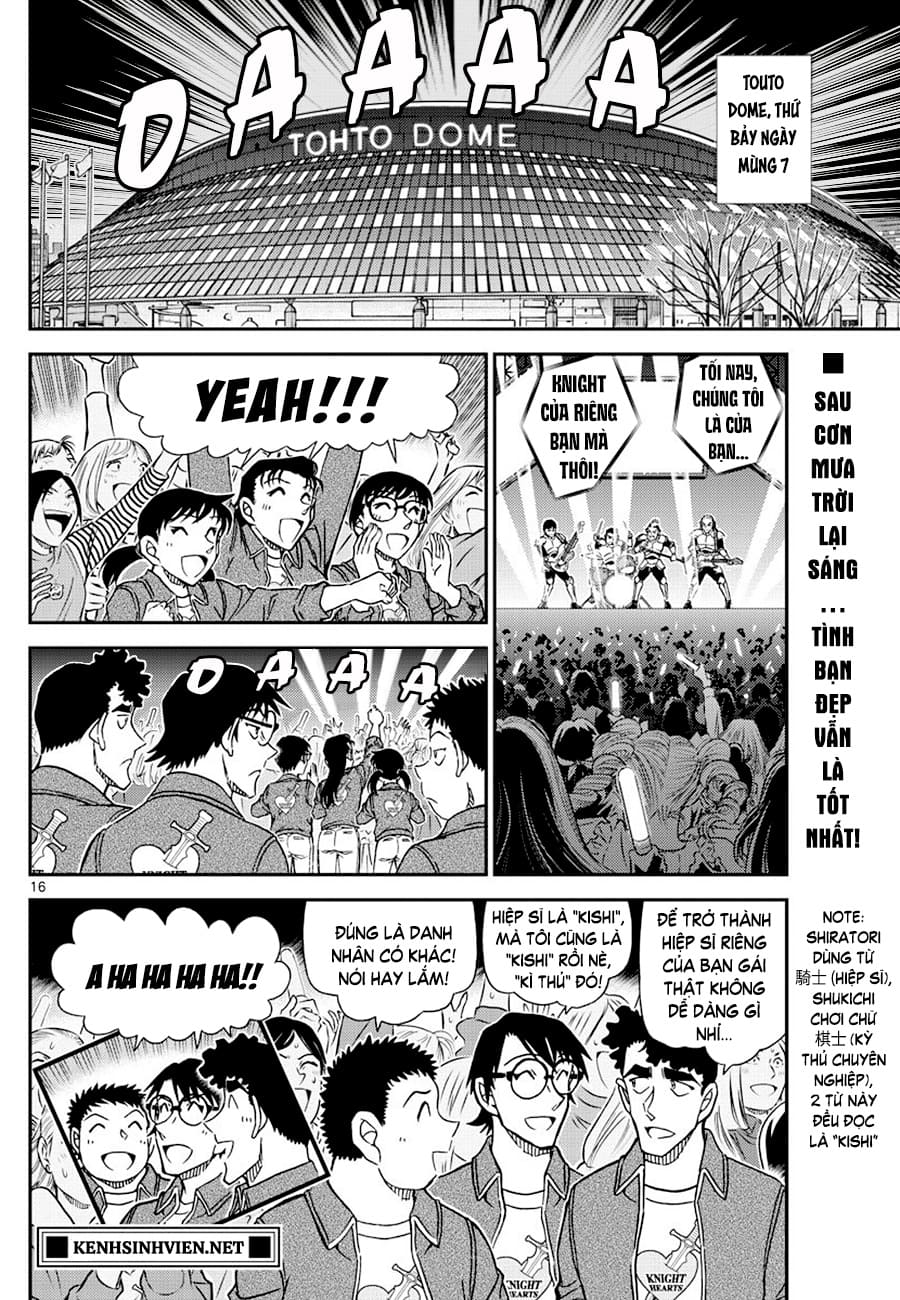 OAAAA
TOHTO DOME
TOUTO
DOME, THỨ
BẢY NGÀY
MÙNG 7
TỐI NAY,
CHÚNG TÔI
LÀ CỦA
BẠN...
KNIGHT
CỦA RIÊNG
BẠN MÀ
THÔI!
YEAH!!!
OAAA
KNIGHT
16
ĐỂ TRỞ THÀNH
HIỆP SĨ RIÊNG
CỦA BẠN GÁI
THẬT KHÔNG
DỄ DÀNG GÌ
NHỈ...
HIỆP SĨ LÀ "KISHI",
MÀ TÔI CŨNG LÀ
"KISHI" RỒI NÈ,
"KÌ THỦ" ĐÓ!
ĐÚNG LÀ DANH
NHÂN CÓ KHÁC!
NÓI HAY LẮM!
A HA HA HA HA!!
KNIGHT
HEARTS
KNIGHT
HEARTS
SAU
CƠN
MƯA
TRỜI
LẠI
SÁNG
...
TÌNH
BẠN
ĐẸP
VẪN
LÀ
TỐT
NHẤT!
NOTE:
SHIRATORI
DÙNG TỪ
騎士 (HIỆP SĨ),
SHUKICHI
CHƠI CHỮ
棋士 (KỲ
THỦ CHUYÊN
NGHIỆP),
2 TỪ NÀY
ĐỀU ĐỌC
LÀ "KISHI"
KENHSINHVIEN.NET